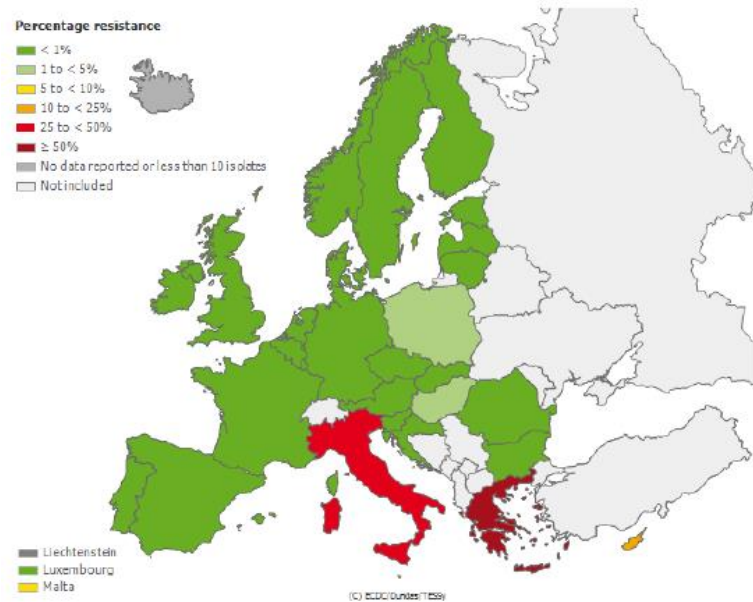 Percentage resistance
< 1%
1 to < 5%
5 to < 10%
10 to < 25%
25 to < 50%
≥ 50%
No data reported or less than 10 isolates
Not included
Liechtenstein
Luxembourg
Malta
(C) ECDC/Dundas/TESSy